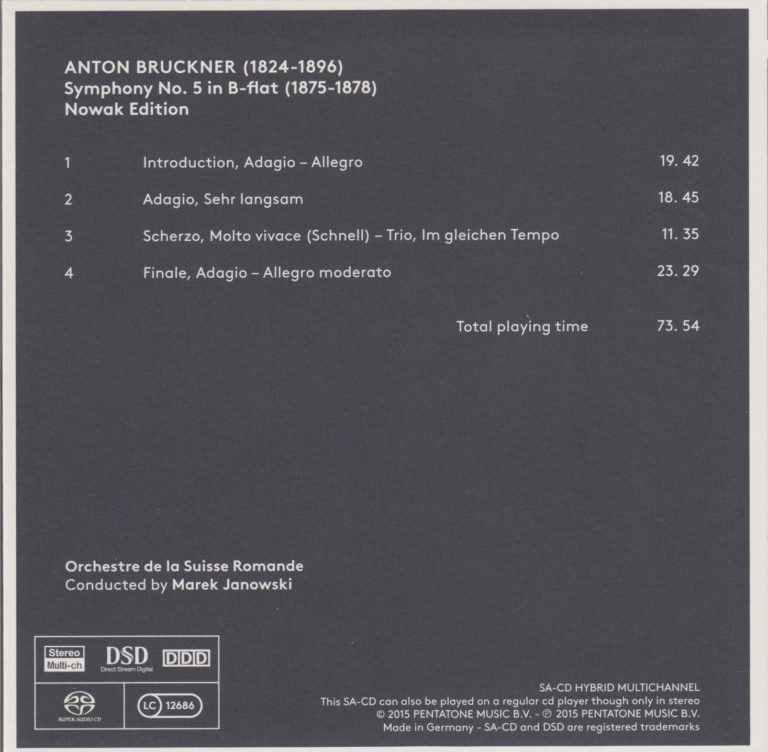 ANTON BRUCKNER (1824-1896)
Symphony No. 5 in B-flat (1875-1878)
Nowak Edition
1 Introduction, Adagio – Allegro 19. 42
2 Adagio, Sehr langsam 18. 45
3 Scherzo, Molto vivace (Schnell) – Trio, Im gleichen Tempo 11. 35
4 Finale, Adagio – Allegro moderato 23. 29
Total playing time 73. 54
Orchestre de la Suisse Romande
Conducted by Marek Janowski
Stereo
Multi-ch
DSD
Direct Stream Digital
DDD
SUPER AUDIO CD
LC 12686
SA-CD HYBRID MULTICHANNEL
This SA-CD can also be played on a regular cd player though only in stereo
© 2015 PENTATONE MUSIC B.V. - ℗ 2015 PENTATONE MUSIC B.V.
Made in Germany - SA-CD and DSD are registered trademarks